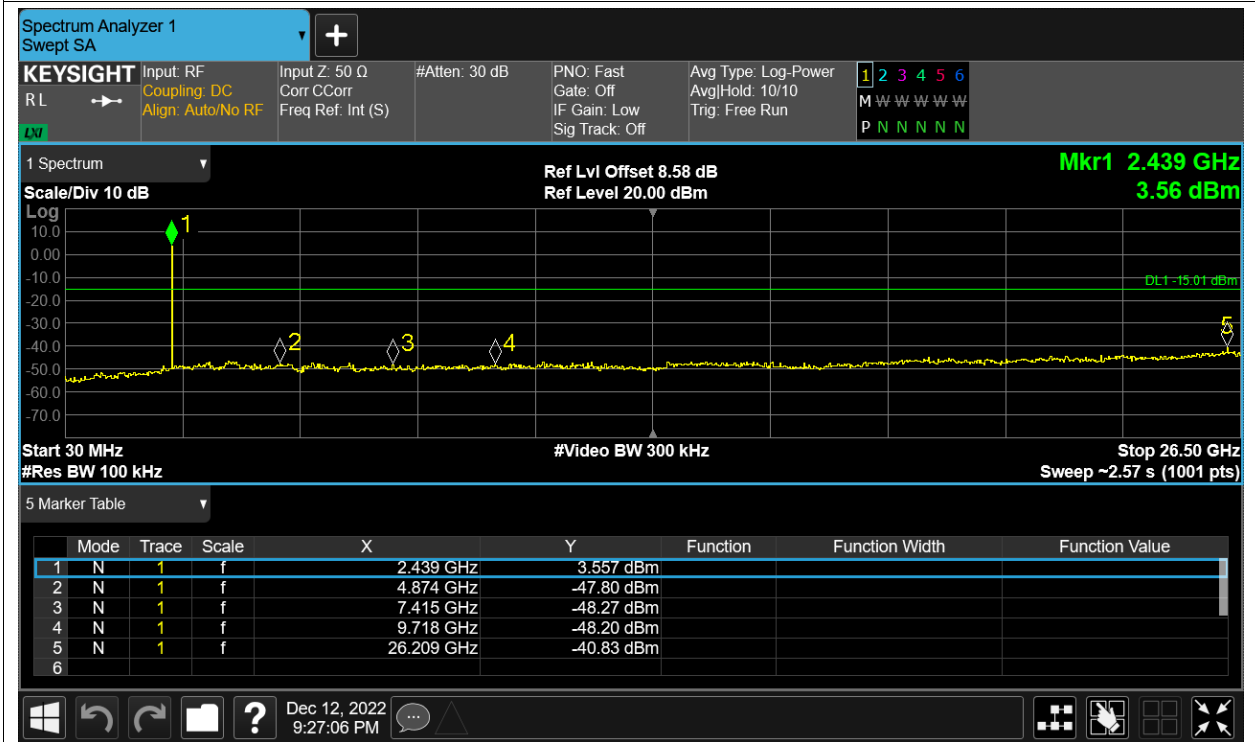 Spectrum Analyzer 1
Swept SA
+
KEYSIGHT
RL
LXI
Input: RF
Coupling: DC
Align: Auto/No RF
Input Z: 50 Ω
Corr CCorr
Freq Ref: Int (S)
#Atten: 30 dB
PNO: Fast
Gate: Off
IF Gain: Low
Sig Track: Off
Avg Type: Log-Power
Avg|Hold: 10/10
Trig: Free Run
1 2 3 4 5 6
M W W W W W W
P N N N N N N
1 Spectrum
Scale/Div 10 dB
Ref Lvl Offset 8.58 dB
Ref Level 20.00 dBm
Mkr1 2.439 GHz
3.56 dBm
Log
10.0
0.00
-10.0
-20.0
-30.0
-40.0
-50.0
-60.0
-70.0
1
2
3
4
5
DL1 -15.01 dBm
Start 30 MHz
#Video BW 300 kHz
Stop 26.50 GHz
#Res BW 100 kHz
Sweep ~2.57 s (1001 pts)
5 Marker Table
Mode Trace Scale X Y Function Function Width Function Value
1 N 1 f 2.439 GHz 3.557 dBm
2 N 1 f 4.874 GHz -47.80 dBm
3 N 1 f 7.415 GHz -48.27 dBm
4 N 1 f 9.718 GHz -48.20 dBm
5 N 1 f 26.209 GHz -40.83 dBm
6
?
Dec 12, 2022
9:27:06 PM